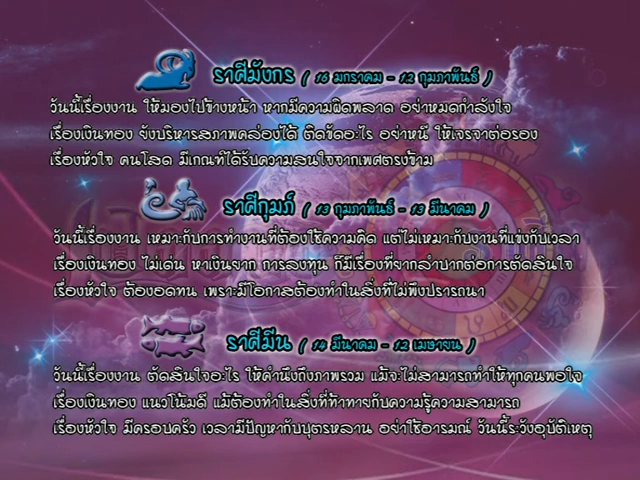 ราศีมังกร ( 16 มกราคม - 12 กุมภาพันธ์ )
วันนี้เรื่องงาน ให้มองไปข้างหน้า หากมีความผิดพลาด อย่าหมดกำลังใจ
เรื่องเงินทอง ยังบริหารสภาพคล่องได้ ติดขัดอะไร อย่าหนี ให้เจรจาต่อรอง
เรื่องหัวใจ คนโสด มีเกณฑ์ได้รับความสนใจจากเพศตรงข้าม
ราศีกุมภ์ ( 13 กุมภาพันธ์ - 13 มีนาคม )
วันนี้เรื่องงาน เหมาะกับการทำงานที่ต้องใช้ความคิด แต่ไม่เหมาะกับงานที่แข่งกับเวลา
เรื่องเงินทอง ไม่เด่น หาเงินยาก การลงทุน ก็มีเรื่องที่ยากลำบากต่อการตัดสินใจ
เรื่องหัวใจ ต้องอดทน เพราะมีโอกาสต้องทำในสิ่งที่ไม่พึงปรารถนา
ราศีมีน ( 14 มีนาคม - 12 เมษายน )
วันนี้เรื่องงาน ตัดสินใจอะไร ให้คำนึงถึงภาพรวม แม้จะไม่สามารถทำให้ทุกคนพอใจ
เรื่องเงินทอง แนวโน้มดี แม้ต้องทำในสิ่งที่ท้าทายกับความรู้ความสามารถ
เรื่องหัวใจ มีครอบครัว เวลามีปัญหากับบุตรหลาน อย่าใช้อารมณ์ วันนี้ระวังอุบัติเหตุ